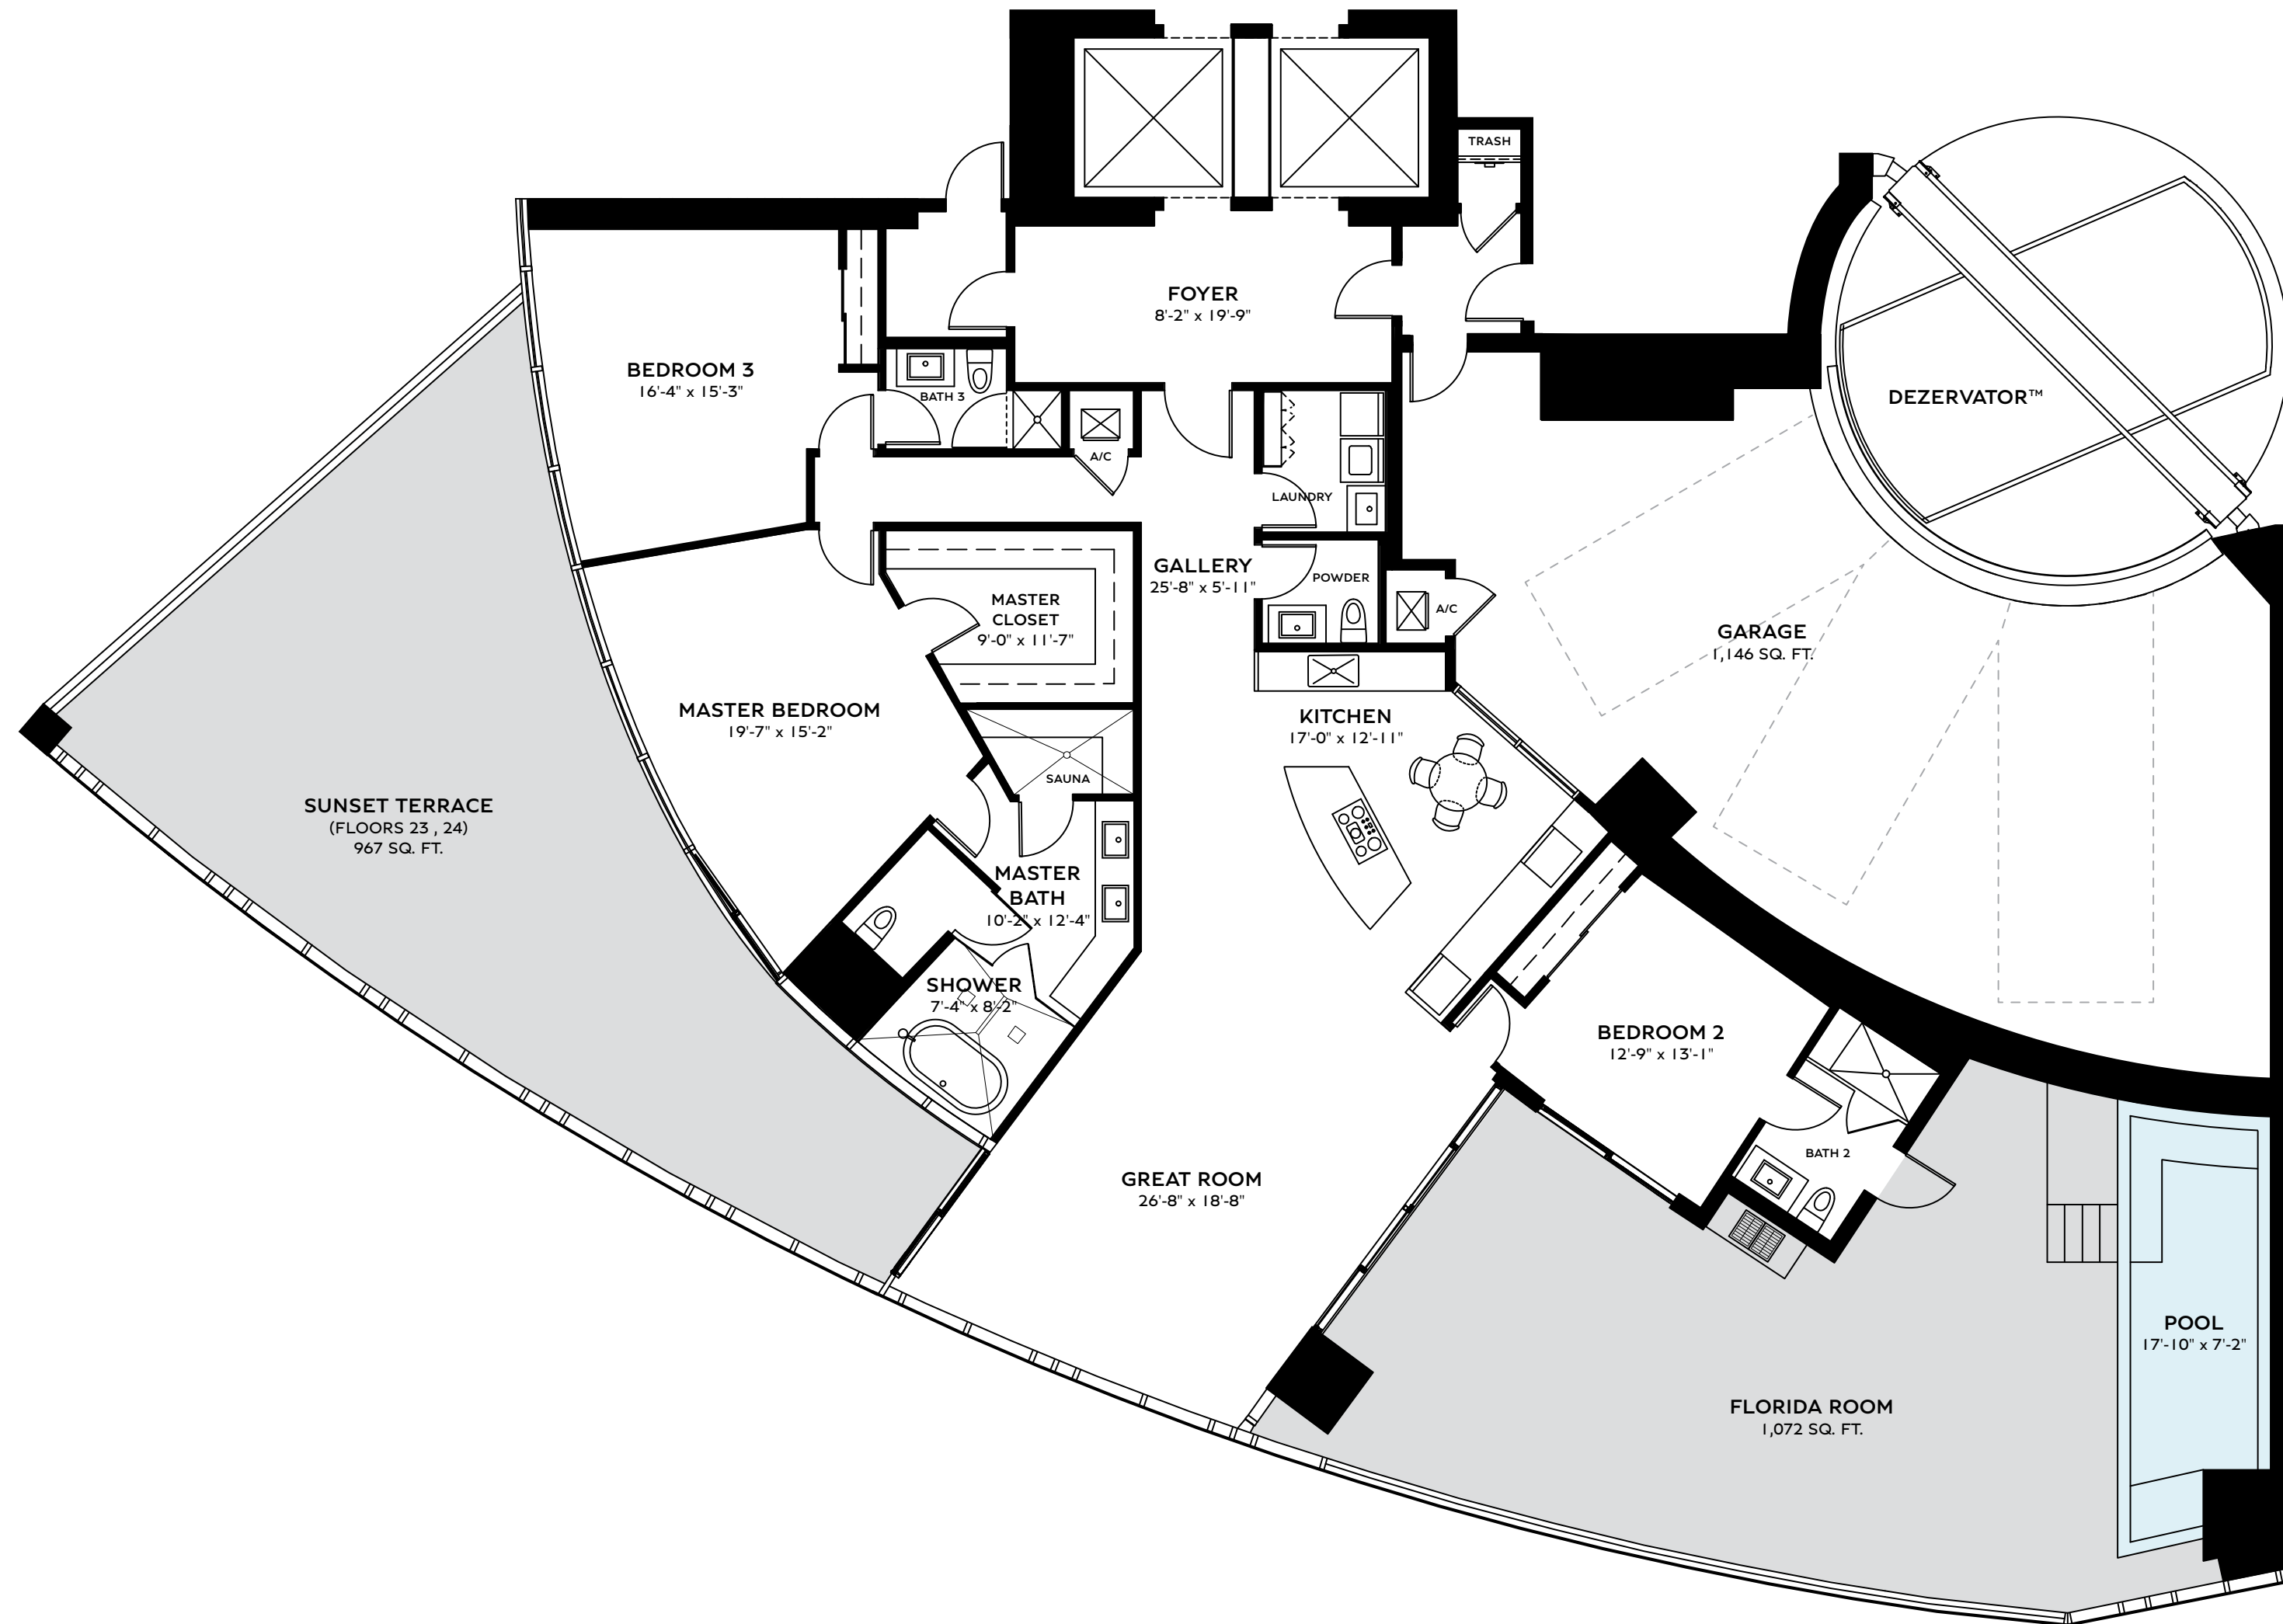 TRASH
FOYER
8'-2" x 19'-9"
BEDROOM 3
16'-4" x 15'-3"
BATH 3
A/C
DEZERVATOR™
LAUNDRY
GALLERY
25'-8" x 5'-11"
POWDER
A/C
MASTER
CLOSET
9'-0" x 11'-7"
GARAGE
1,146 SQ. FT.
MASTER BEDROOM
19'-7" x 15'-2"
KITCHEN
17'-0" x 12'-11"
SAUNA
SUNSET TERRACE
(FLOORS 23 , 24)
967 SQ. FT.
MASTER
BATH
10'-2" x 12'-4"
SHOWER
7'-4" x 8'-2"
BEDROOM 2
12'-9" x 13'-1"
BATH 2
GREAT ROOM
26'-8" x 18'-8"
POOL
17'-10" x 7'-2"
FLORIDA ROOM
1,072 SQ. FT.